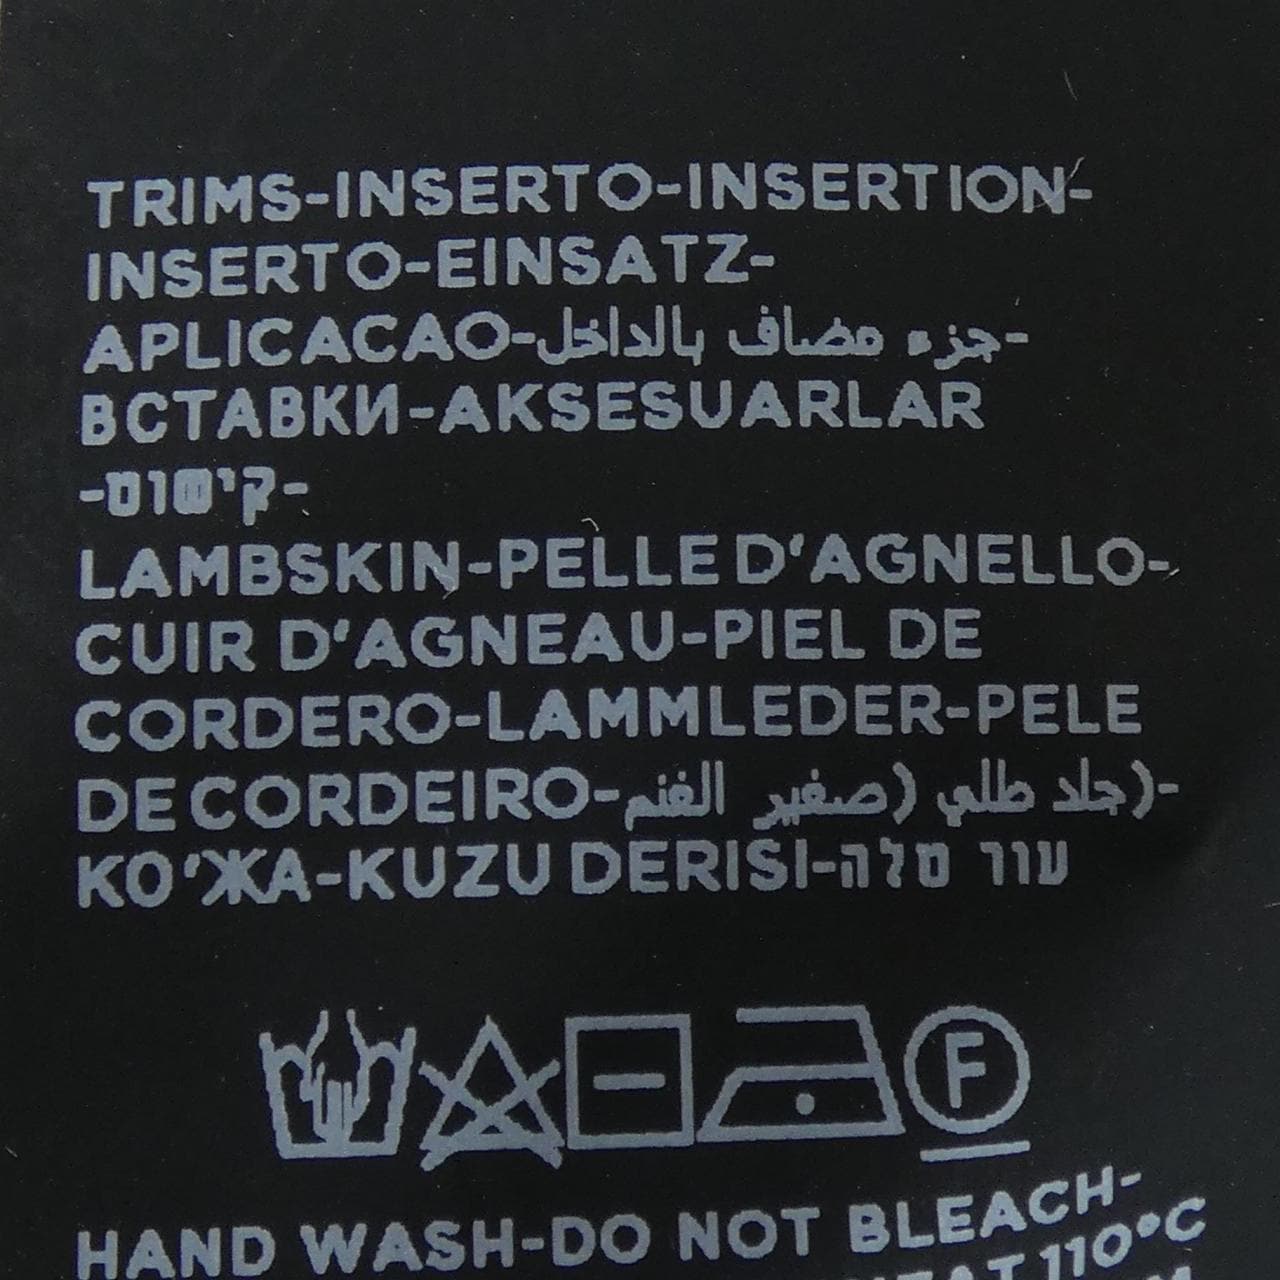 TRIMS-INSERTO-INSERTION-
INSERTO-EINSATZ-
APLICACAO-جزء مضاف بالداخل-
ВСТАВКИ-AKSESUARLAR
-קישוט-
LAMBSKIN-PELLE D'AGNELLO-
CUIR D'AGNEAU-PIEL DE
CORDERO-LAMMLEDER-PELE
DE CORDEIRO-جلد طلي (صغير الغنم)-
КО'ЖА-KUZU DERISI-עור טלה
F
HAND WASH-DO NOT BLEACH-
110°C